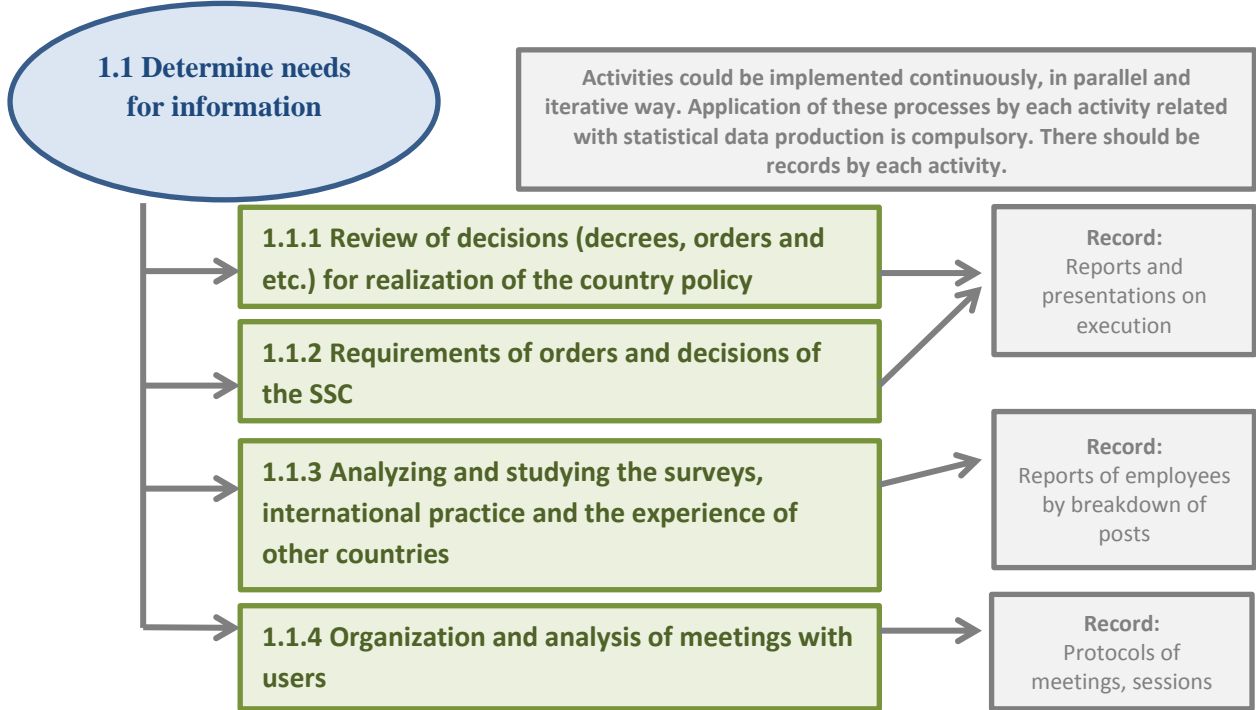 1.1 Determine needs
for information
Activities could be implemented continuously, in parallel and
iterative way. Application of these processes by each activity related
with statistical data production is compulsory. There should be
records by each activity.
1.1.1 Review of decisions (decrees, orders and
etc.) for realization of the country policy
Record:
Reports and
presentations on
execution
1.1.2 Requirements of orders and decisions of
the SSC
1.1.3 Analyzing and studying the surveys,
international practice and the experience of
other countries
Record:
Reports of employees
by breakdown of
posts
1.1.4 Organization and analysis of meetings with
users
Record:
Protocols of
meetings, sessions